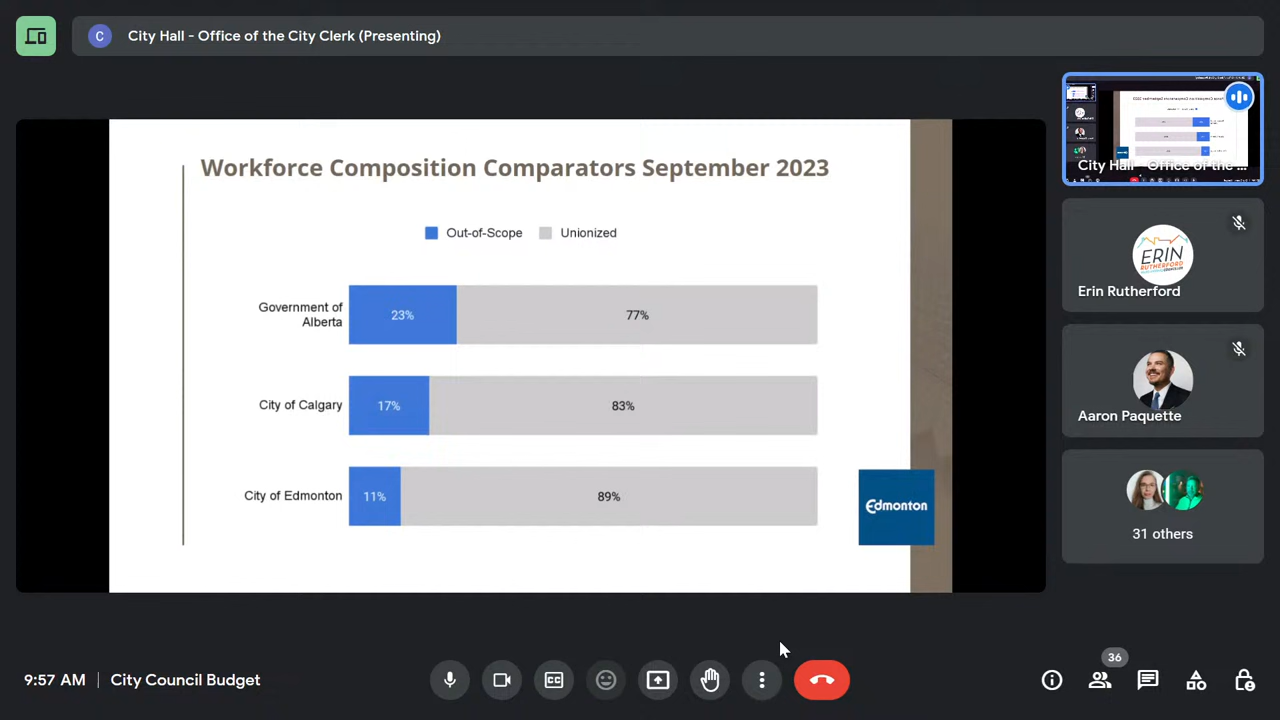 C
City Hall - Office of the City Clerk (Presenting)
Workforce Composition Comparators September 2023
Out-of-Scope
Unionized
Government of
Alberta
23%
77%
City of Calgary
17%
83%
City of Edmonton
11%
89%
Edmonton
City Hall - Office of the ...
ERIN
RUTHERFORD
Erin Rutherford
Aaron Paquette
31 others
9:57 AM
City Council Budget
CC
36